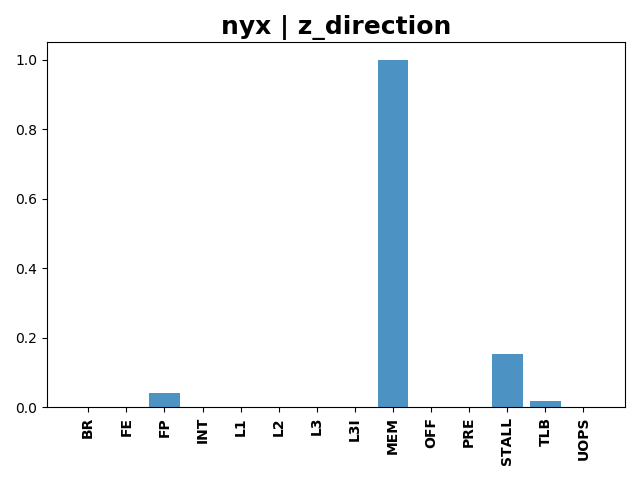 nyx | z_direction
1.0
0.8
0.6
0.4
0.2
0.0
BR
FE
FP
INT
L1
L2
L3
L3I
MEM
OFF
PRE
STALL
TLB
UOPS